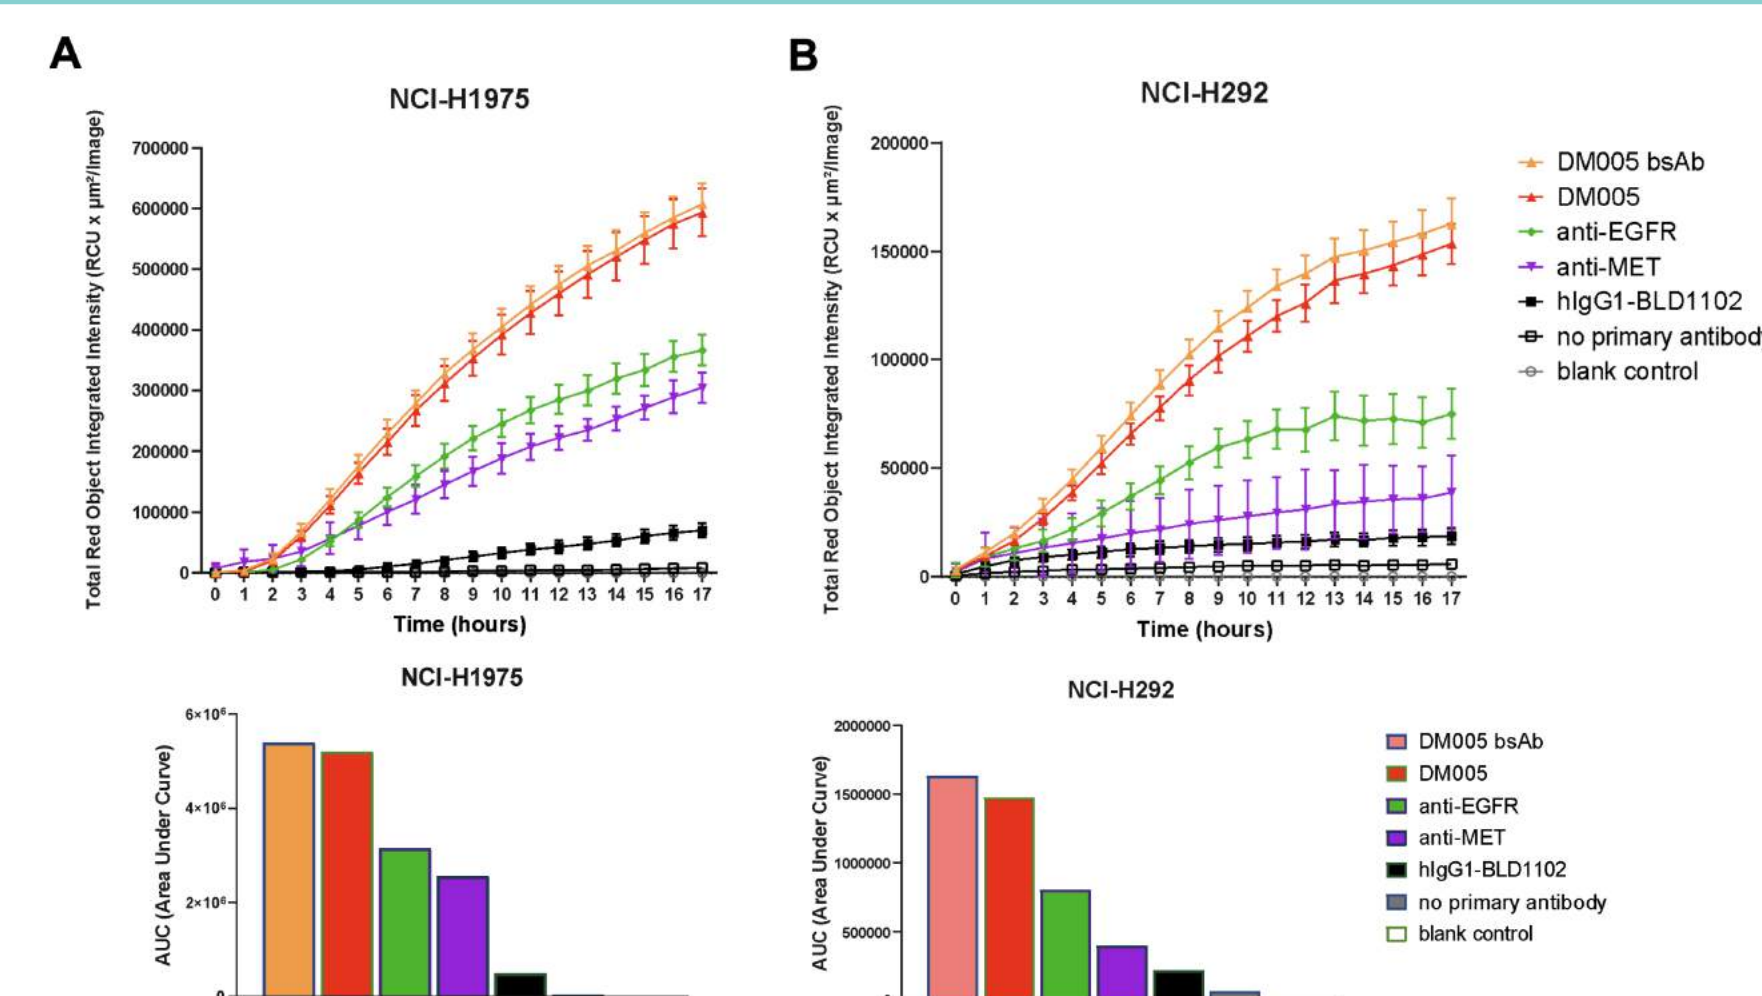 A
NCI-H1975
Total Red Object Integrated Intensity (RCU x µm²/Image)
700000
600000
500000
400000
300000
200000
100000
0
0 1 2 3 4 5 6 7 8 9 10 11 12 13 14 15 16 17
Time (hours)
B
NCI-H292
Total Red Object Integrated Intensity (RCU x µm²/Image)
200000
150000
100000
50000
0
0 1 2 3 4 5 6 7 8 9 10 11 12 13 14 15 16 17
Time (hours)
DM005 bsAb
DM005
anti-EGFR
anti-MET
hIgG1-BLD1102
no primary antibod
blank control
NCI-H1975
AUC (Area Under Curve)
6×10⁶
4×10⁶
2×10⁶
0
NCI-H292
AUC (Area Under Curve)
2000000
1500000
1000000
500000
DM005 bsAb
DM005
anti-EGFR
anti-MET
hIgG1-BLD1102
no primary antibody
blank control